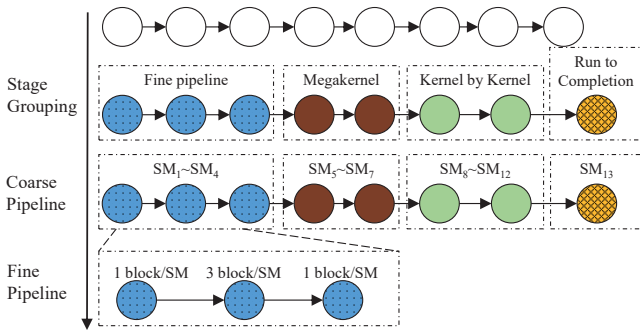 Stage Grouping
Fine pipeline
Megakernel
Kernel by Kernel
Run to Completion
Coarse Pipeline
SM₁~SM₄
SM₅~SM₇
SM₈~SM₁₂
SM₁₃
Fine Pipeline
1 block/SM
3 block/SM
1 block/SM